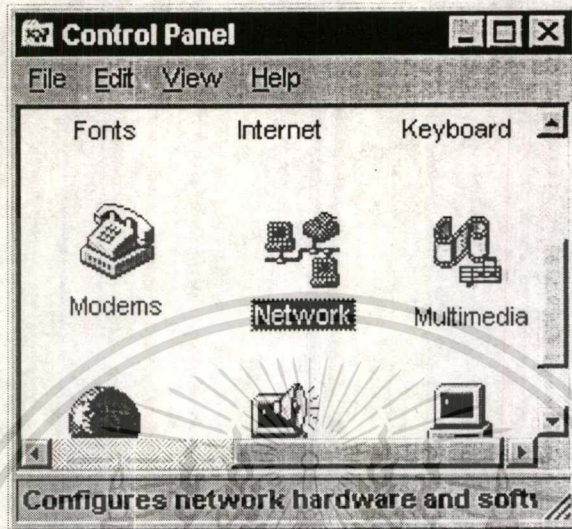 Control Panel
File Edit View Help
Fonts Internet Keyboard
Modems Network Multimedia
Configures network hardware and soft